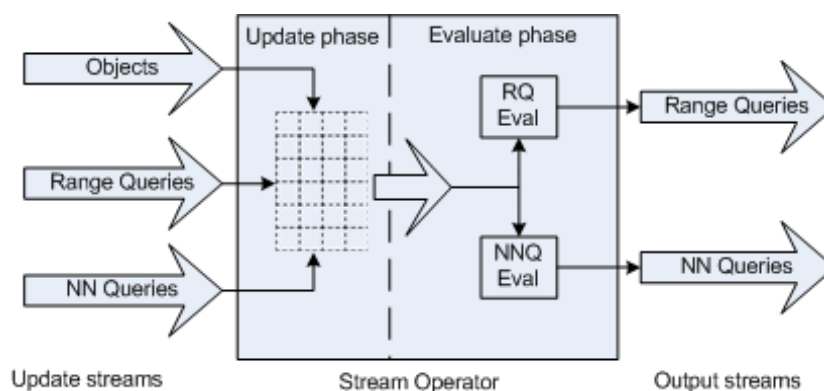 Update phase
Evaluate phase
Objects
Range Queries
NN Queries
RQ
Eval
NNQ
Eval
Range Queries
NN Queries
Update streams
Stream Operator
Output streams